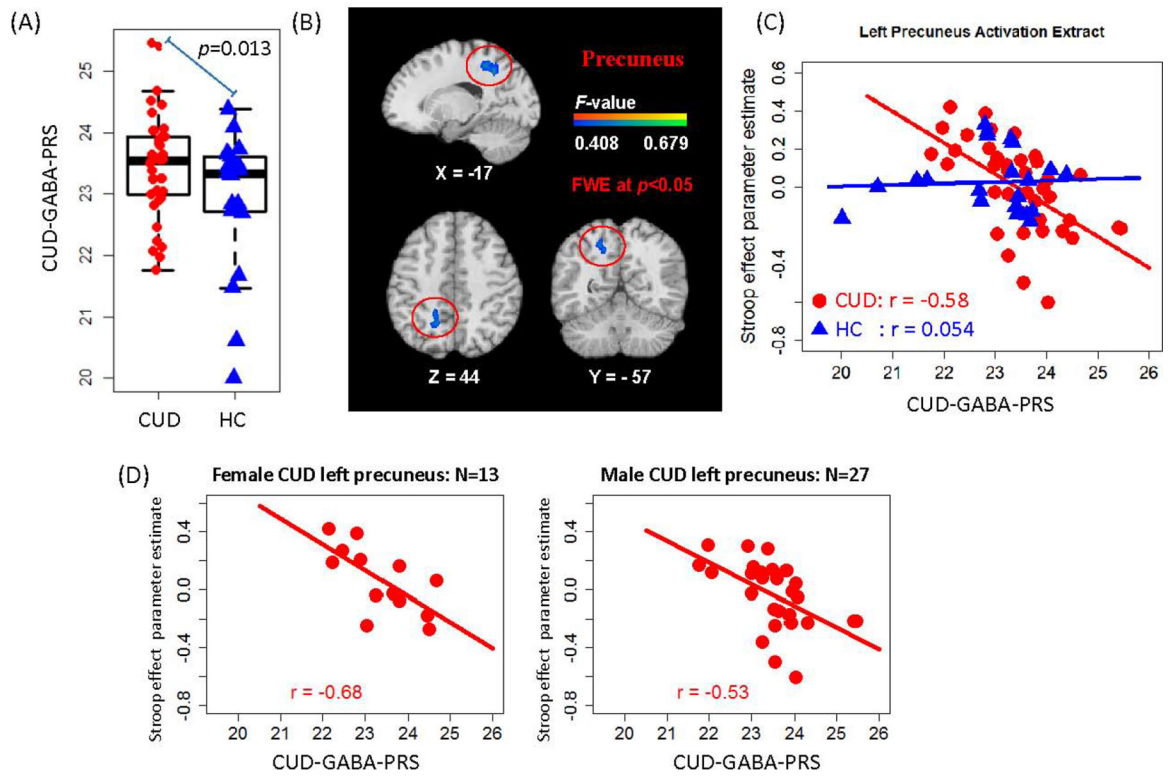 (A)
p=0.013
CUD-GABA-PRS
25
24
23
22
21
20
CUD HC
(B)
Precuneus
F-value
0.408 0.679
FWE at p<0.05
X = -17
Z = 44
Y = - 57
(C)
Left Precuneus Activation Extract
Stroop effect parameter estimate
0.6
0.4
0.2
0.0
-0.4
-0.8
CUD: r = -0.58
HC : r = 0.054
20 21 22 23 24 25 26
CUD-GABA-PRS
(D)
Female CUD left precuneus: N=13
Stroop effect parameter estimate
0.4
0.0
-0.4
-0.8
r = -0.68
20 21 22 23 24 25 26
CUD-GABA-PRS
Male CUD left precuneus: N=27
Stroop effect parameter estimate
0.4
0.0
-0.4
-0.8
r = -0.53
20 21 22 23 24 25 26
CUD-GABA-PRS